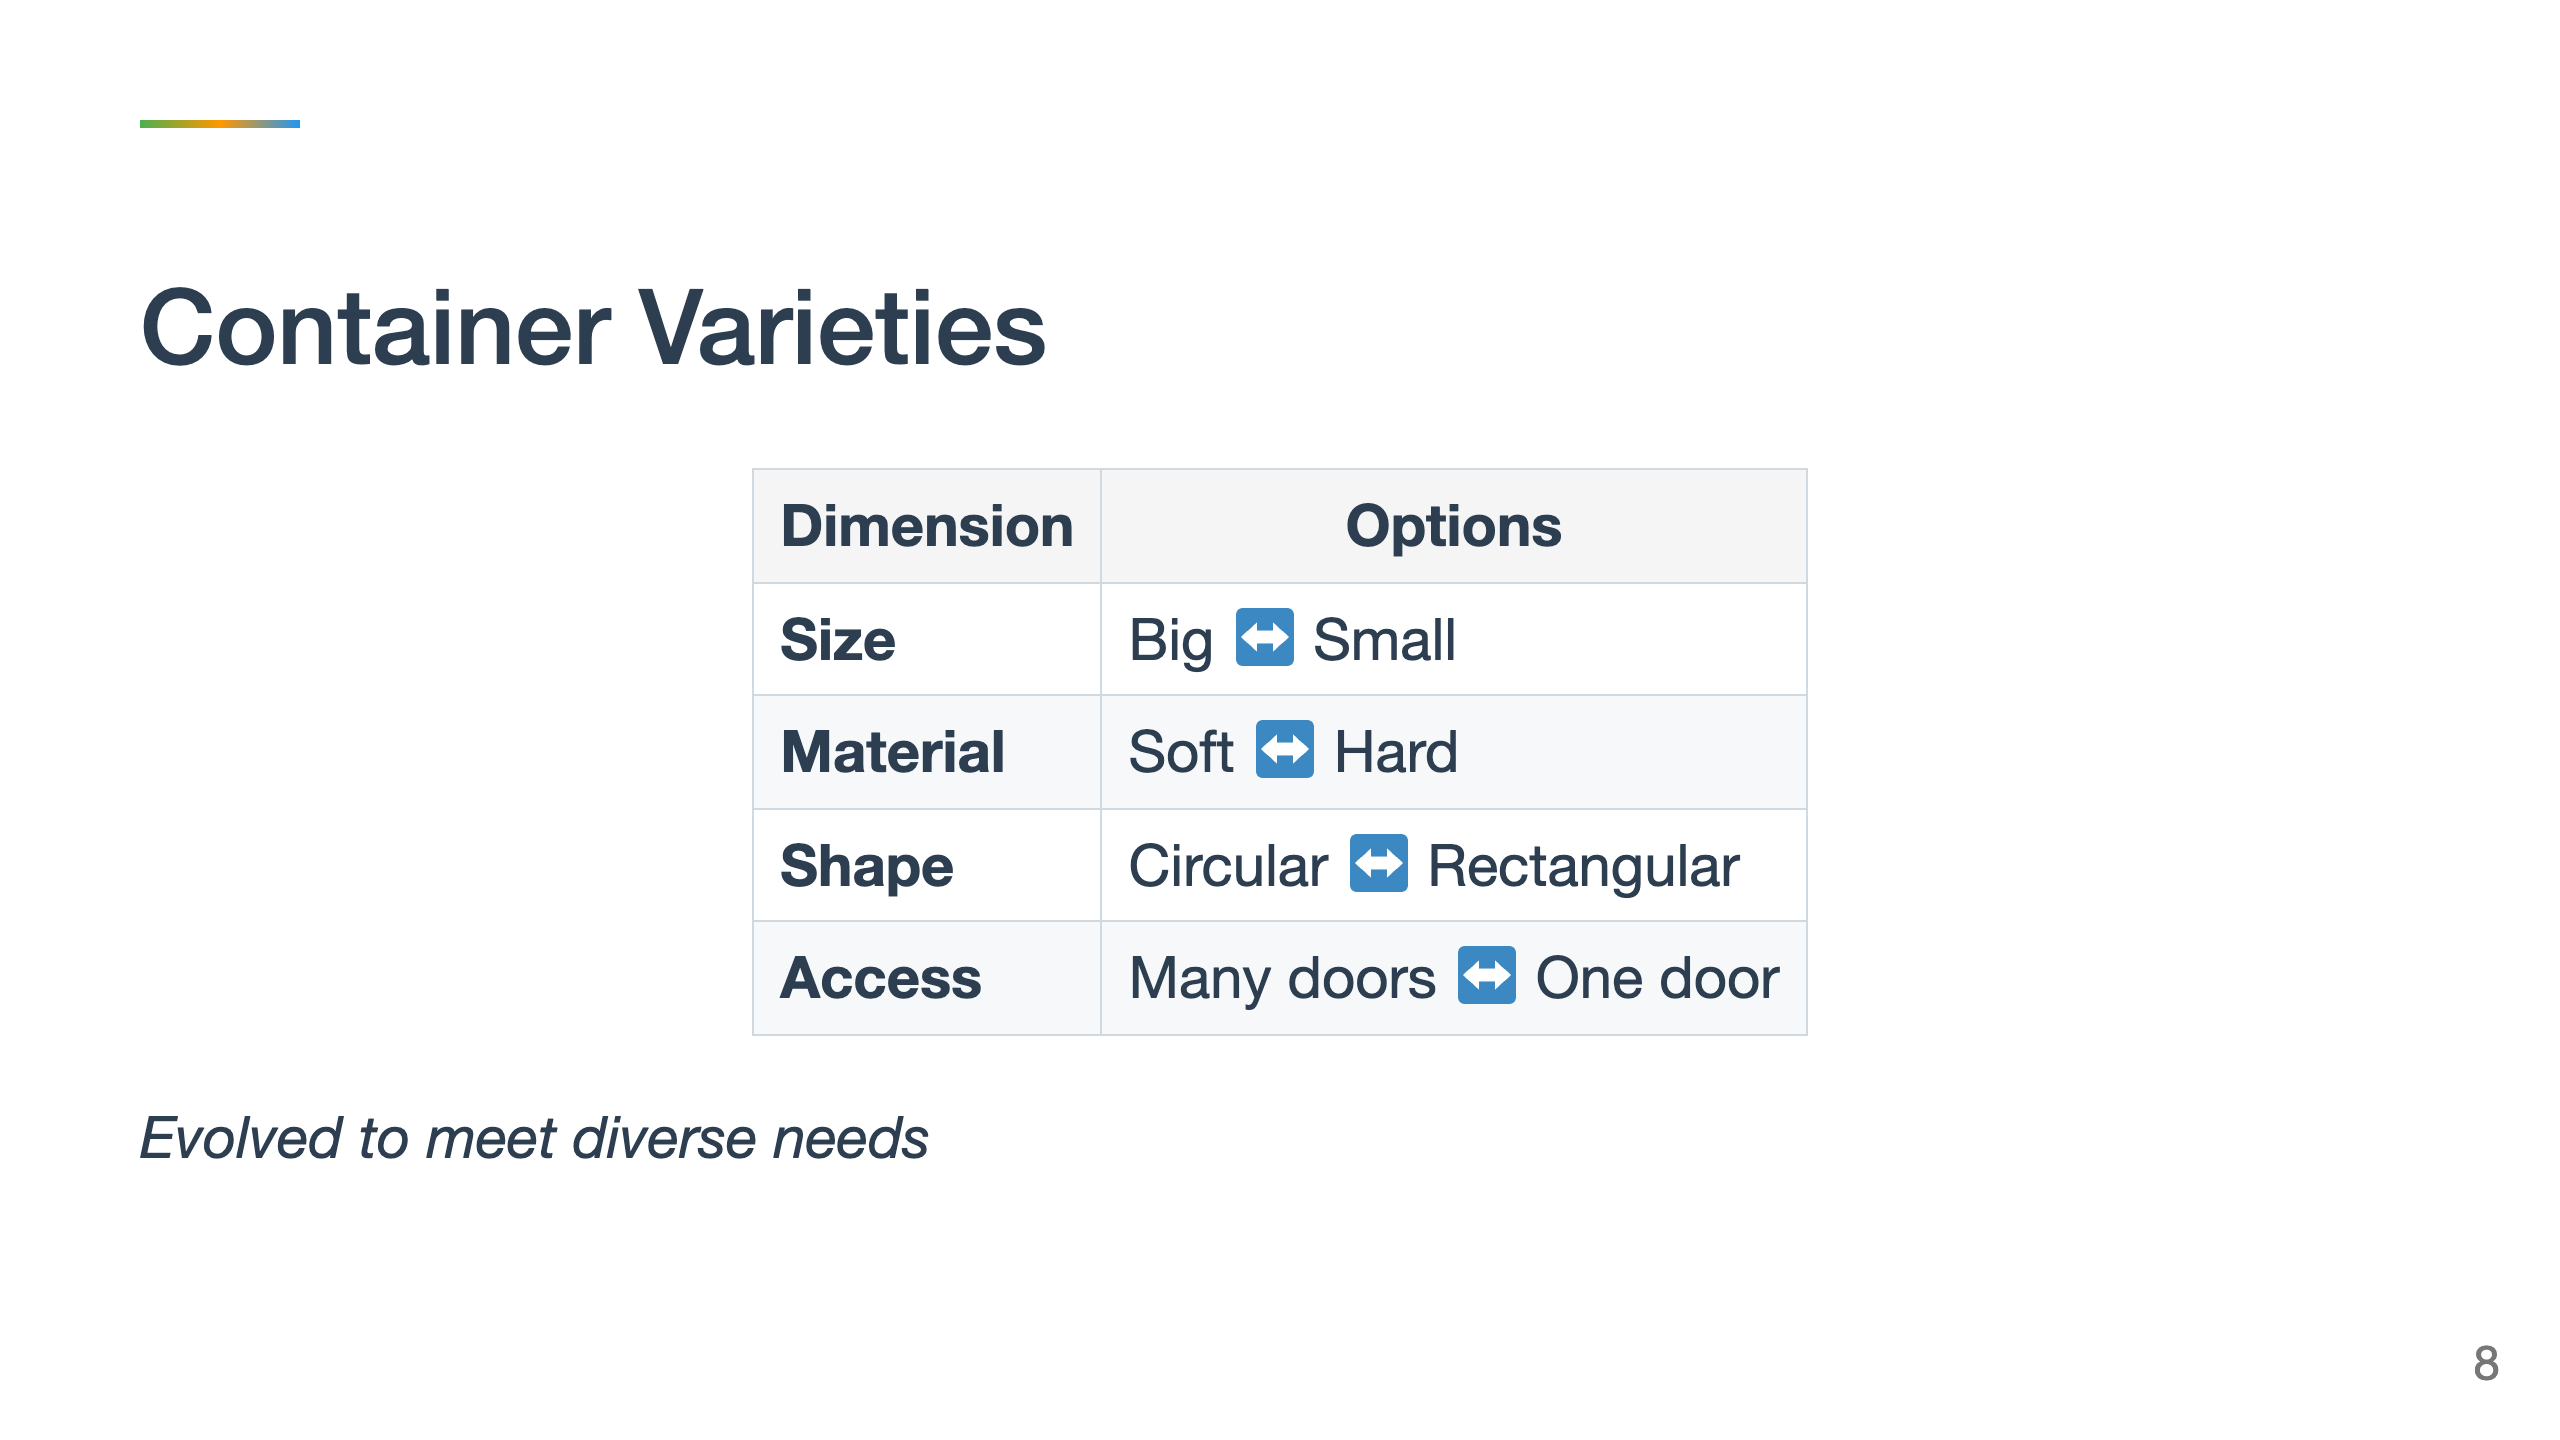 Container Varieties
Dimension Options
Size Big ↔️ Small
Material Soft ↔️ Hard
Shape Circular ↔️ Rectangular
Access Many doors ↔️ One door
Evolved to meet diverse needs
8